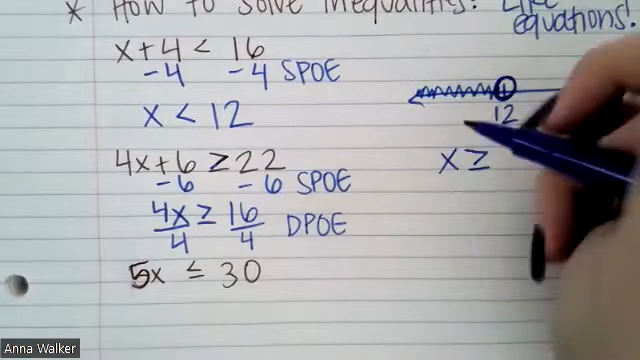 * How to solve inequalities: Like
equations!
x + 4 < 16
-4 -4 SPOE
x < 12
12
4x + 6 ≥ 22
-6 -6 SPOE
4x/4 ≥ 16/4 DPOE
x ≥
5x ≤ 30
Anna Walker